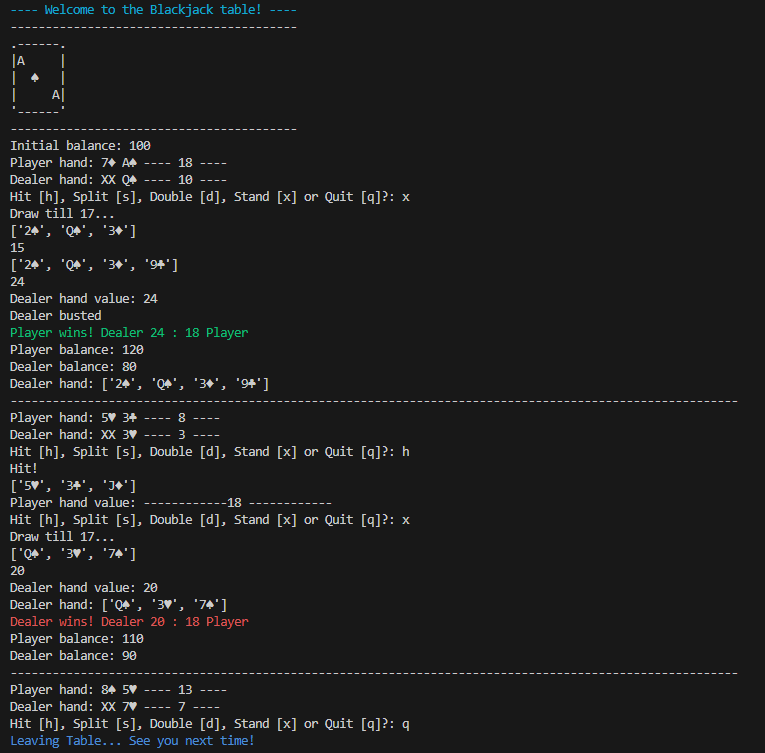 ---- Welcome to the Blackjack table! ----
-----------------------------------------
.------.
|A     |
|  ♠   |
|     A|
'------'
-----------------------------------------
Initial balance: 100
Player hand: 7♦ A♠ ---- 18 ----
Dealer hand: XX Q♠ ---- 10 ----
Hit [h], Split [s], Double [d], Stand [x] or Quit [q]?: x
Draw till 17...
['2♠', 'Q♠', '3♦']
15
['2♠', 'Q♠', '3♦', '9♣']
24
Dealer hand value: 24
Dealer busted
Player wins! Dealer 24 : 18 Player
Player balance: 120
Dealer balance: 80
Dealer hand: ['2♠', 'Q♠', '3♦', '9♣']
--------------------------------------------------------------------------------------------------------
Player hand: 5♥ 3♣ ---- 8 ----
Dealer hand: XX 3♥ ---- 3 ----
Hit [h], Split [s], Double [d], Stand [x] or Quit [q]?: h
Hit!
['5♥', '3♣', 'J♦']
Player hand value: ------------18 ------------
Hit [h], Split [s], Double [d], Stand [x] or Quit [q]?: x
Draw till 17...
['Q♠', '3♥', '7♠']
20
Dealer hand value: 20
Dealer hand: ['Q♠', '3♥', '7♠']
Dealer wins! Dealer 20 : 18 Player
Player balance: 110
Dealer balance: 90
--------------------------------------------------------------------------------------------------------
Player hand: 8♠ 5♥ ---- 13 ----
Dealer hand: XX 7♥ ---- 7 ----
Hit [h], Split [s], Double [d], Stand [x] or Quit [q]?: q
Leaving Table... See you next time!